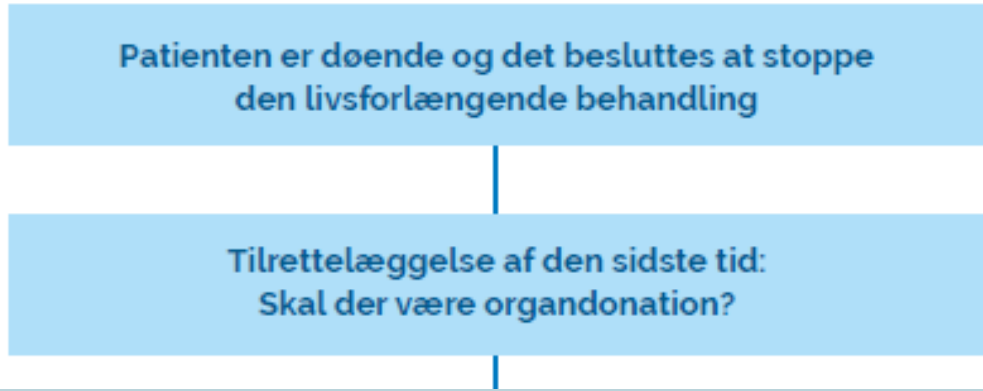 Patienten er døende og det besluttes at stoppe
den livsforlængende behandling
Tilrettelæggelse af den sidste tid:
Skal der være organdonation?